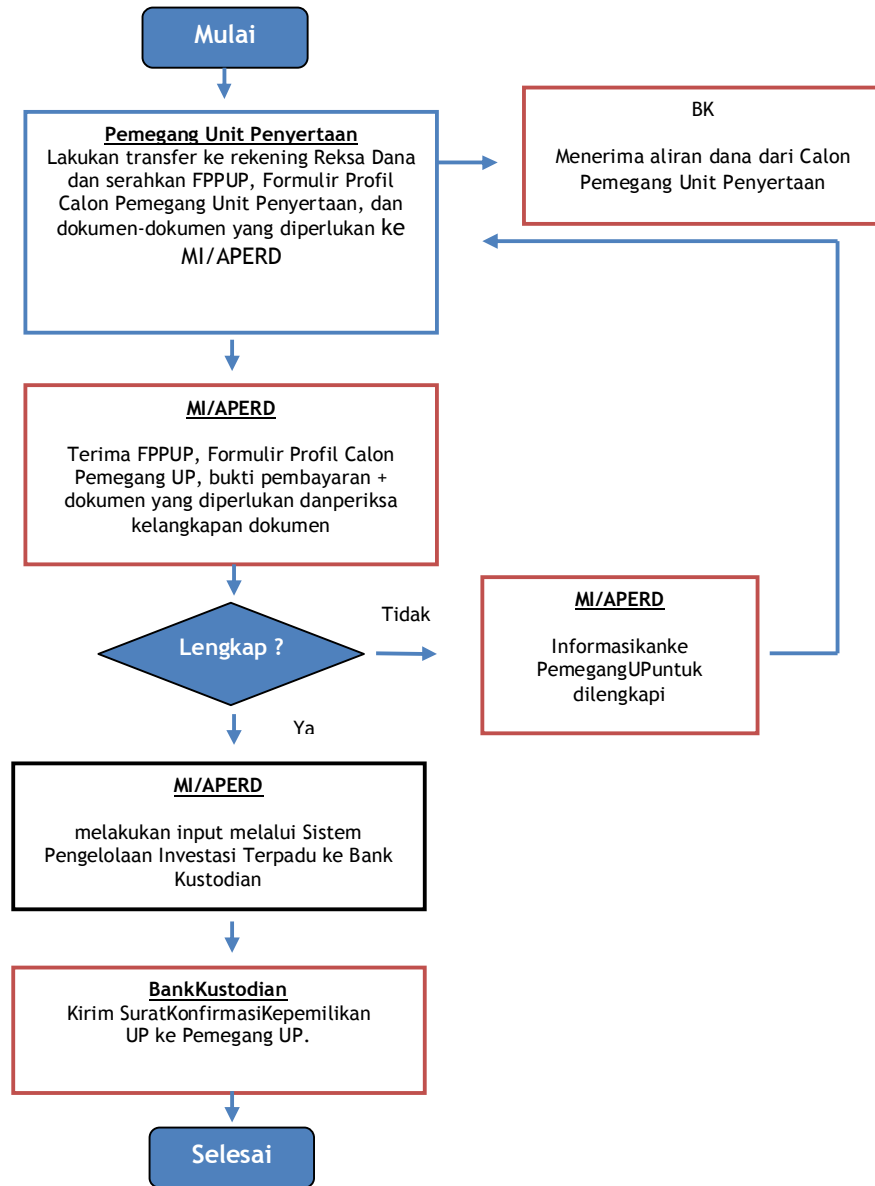 Mulai
Pemegang Unit Penyertaan
Lakukan transfer ke rekening Reksa Dana
dan serahkan FPPUP, Formulir Profil
Calon Pemegang Unit Penyertaan, dan
dokumen-dokumen yang diperlukan ke
MI/APERD
BK
Menerima aliran dana dari Calon
Pemegang Unit Penyertaan
MI/APERD
Terima FPPUP, Formulir Profil Calon
Pemegang UP, bukti pembayaran +
dokumen yang diperlukan danperiksa
kelangkapan dokumen
Lengkap ?
Tidak
MI/APERD
Informasikanke
PemegangUPuntuk
dilengkapi
Ya
MI/APERD
melakukan input melalui Sistem
Pengelolaan Investasi Terpadu ke Bank
Kustodian
BankKustodian
Kirim SuratKonfirmasiKepemilikan
UP ke Pemegang UP.
Selesai